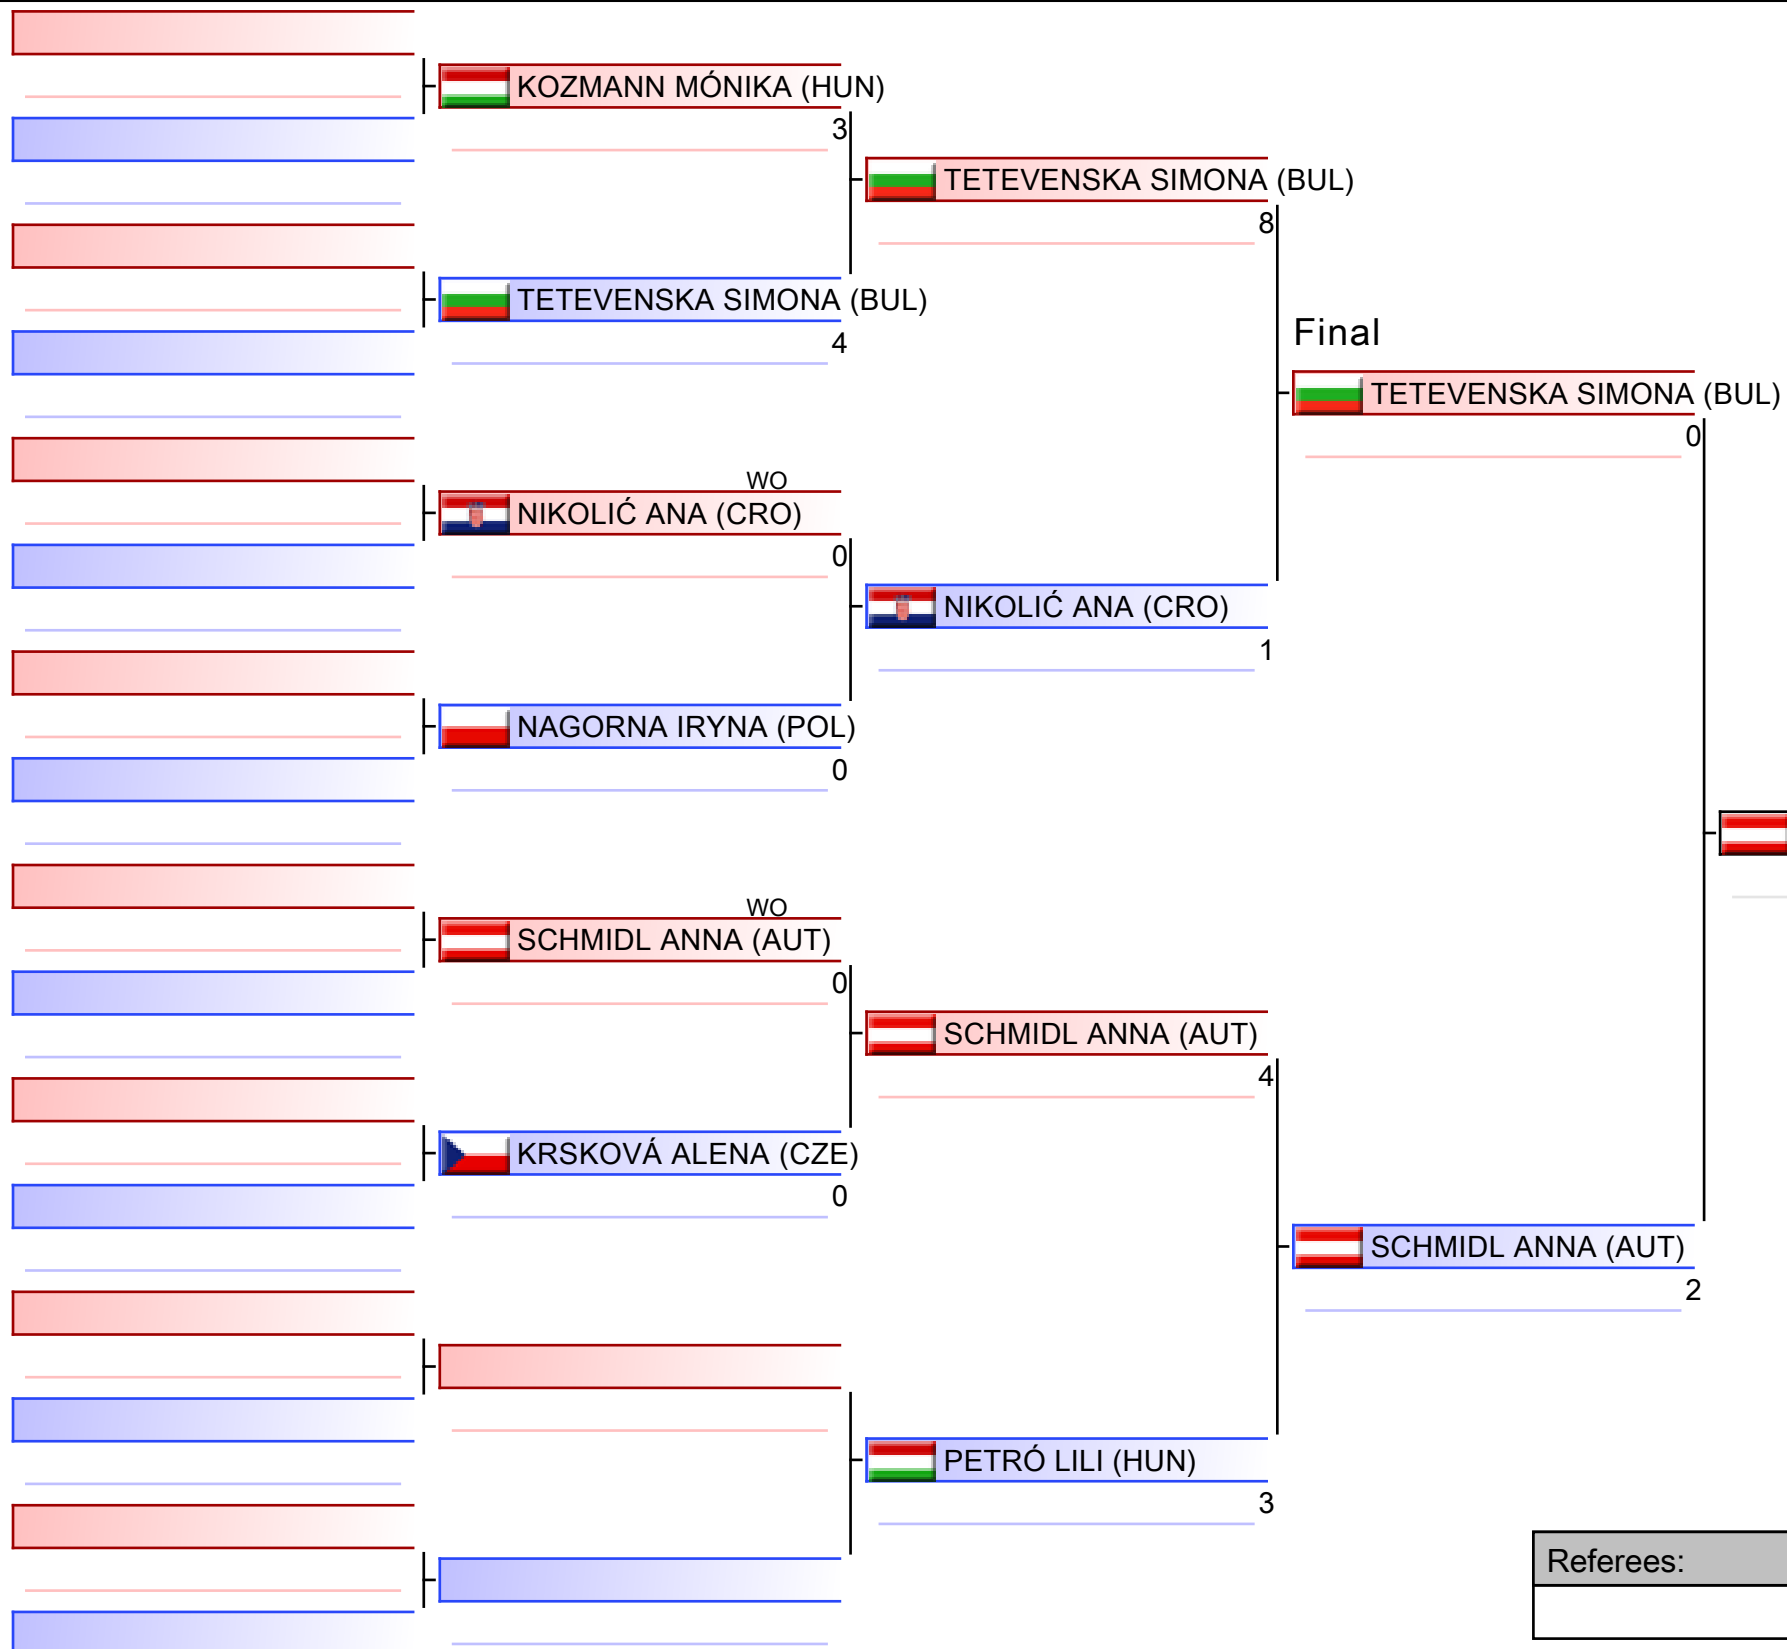 KOZMANN MÓNIKA (HUN)
3
TETEVENSKA SIMONA (BUL)
8
TETEVENSKA SIMONA (BUL)
4
Final
TETEVENSKA SIMONA (BUL)
0
WO
NIKOLIĆ ANA (CRO)
0
NIKOLIĆ ANA (CRO)
1
NAGORNA IRYNA (POL)
0
WO
SCHMIDL ANNA (AUT)
0
SCHMIDL ANNA (AUT)
4
KRSKOVÁ ALENA (CZE)
0
SCHMIDL ANNA (AUT)
2
PETRÓ LILI (HUN)
3
Referees: